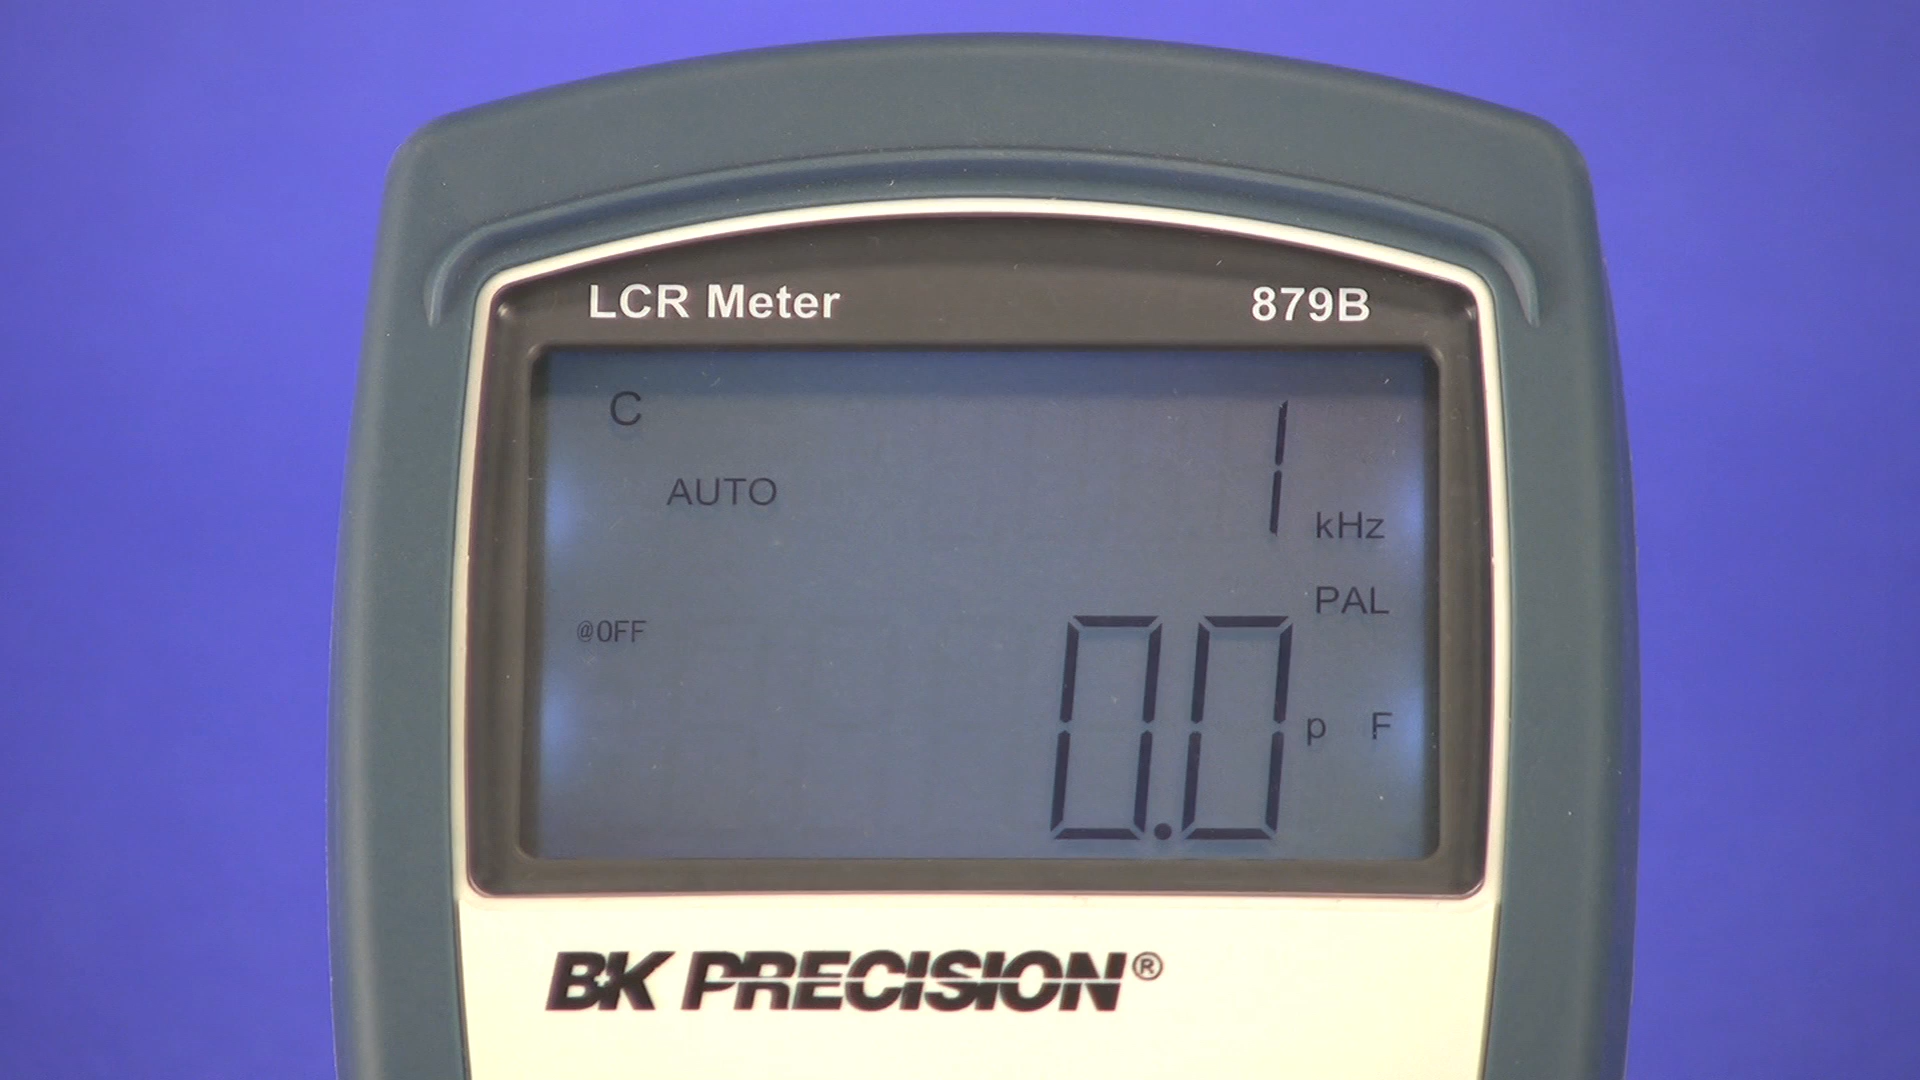 LCR Meter 879B
C 1
AUTO kHz
PAL
@OFF
0.0 p F
BK PRECISION®